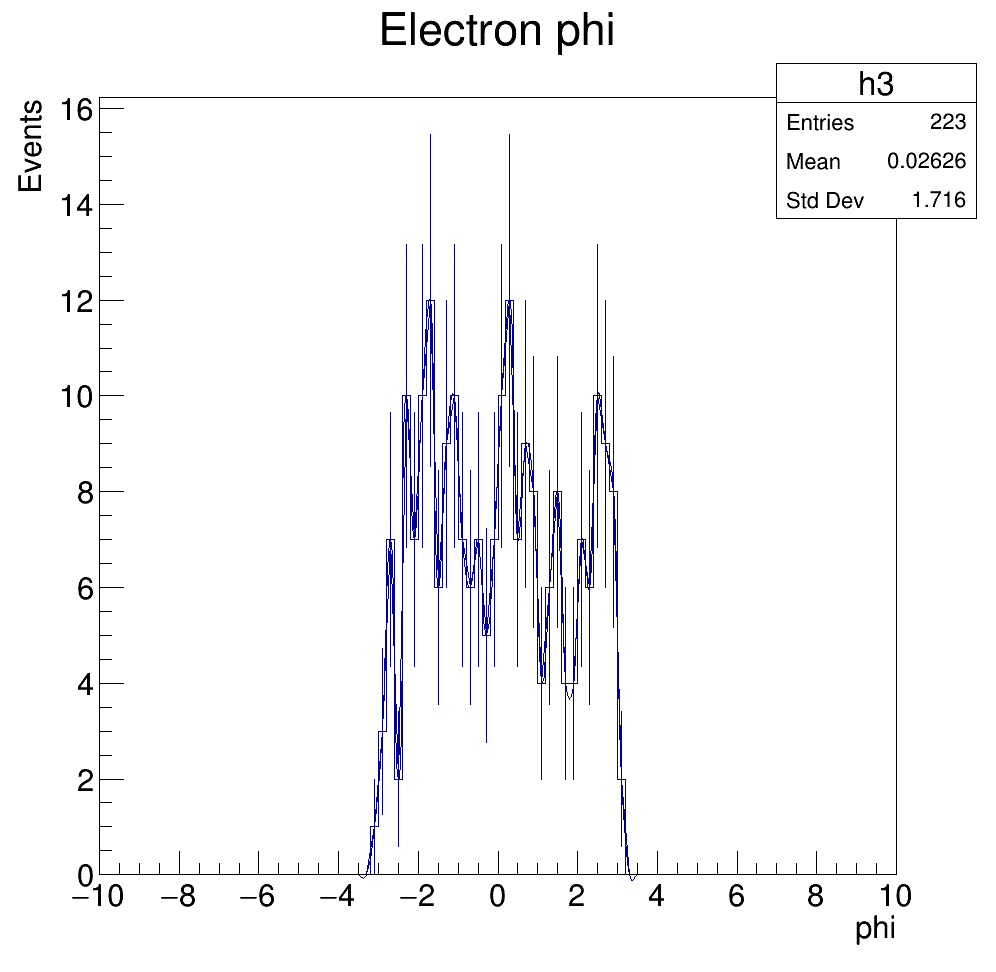 Electron phi
h3
Entries 223
Mean 0.02626
Std Dev 1.716
Events
16
14
12
10
8
6
4
2
0
−10 −8 −6 −4 −2 0 2 4 6 8 10
phi